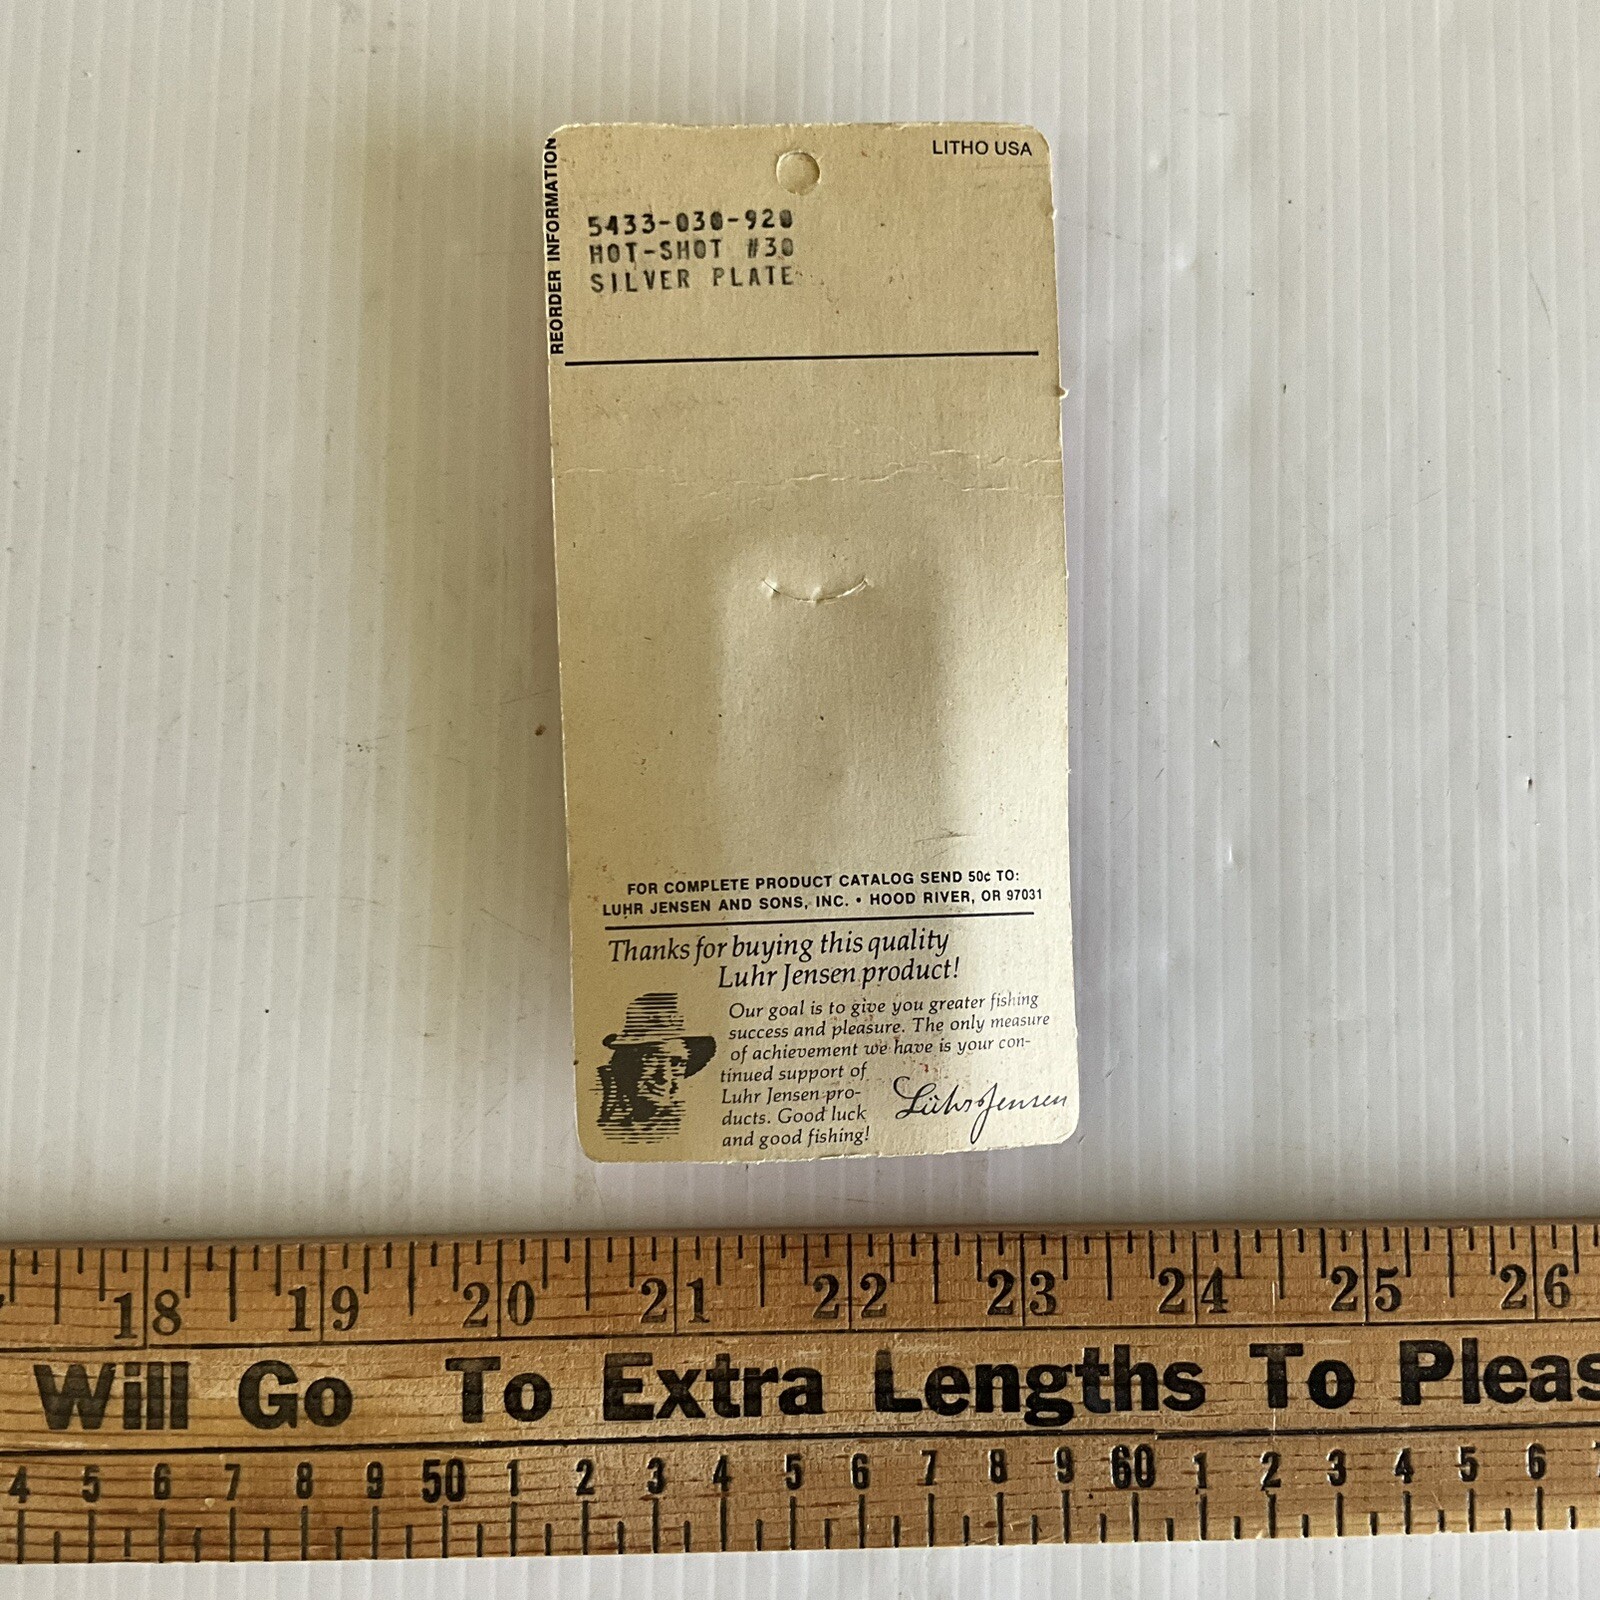 REORDER INFORMATION
LITHO USA
5433-030-920
HOT-SHOT #30
SILVER PLATE
FOR COMPLETE PRODUCT CATALOG SEND 50¢ TO:
LUHR JENSEN AND SONS, INC. • HOOD RIVER, OR 97031
Thanks for buying this quality
Luhr Jensen product!
Our goal is to give you greater fishing
success and pleasure. The only measure
of achievement we have is your con-
tinued support of
Luhr Jensen pro-
ducts. Good luck
and good fishing!
Luhr Jensen
18 19 20 21 22 23 24 25 26
Will Go To Extra Lengths To Pleas
4 5 6 7 8 9 50 1 2 3 4 5 6 7 8 9 60 1 2 3 4 5 6